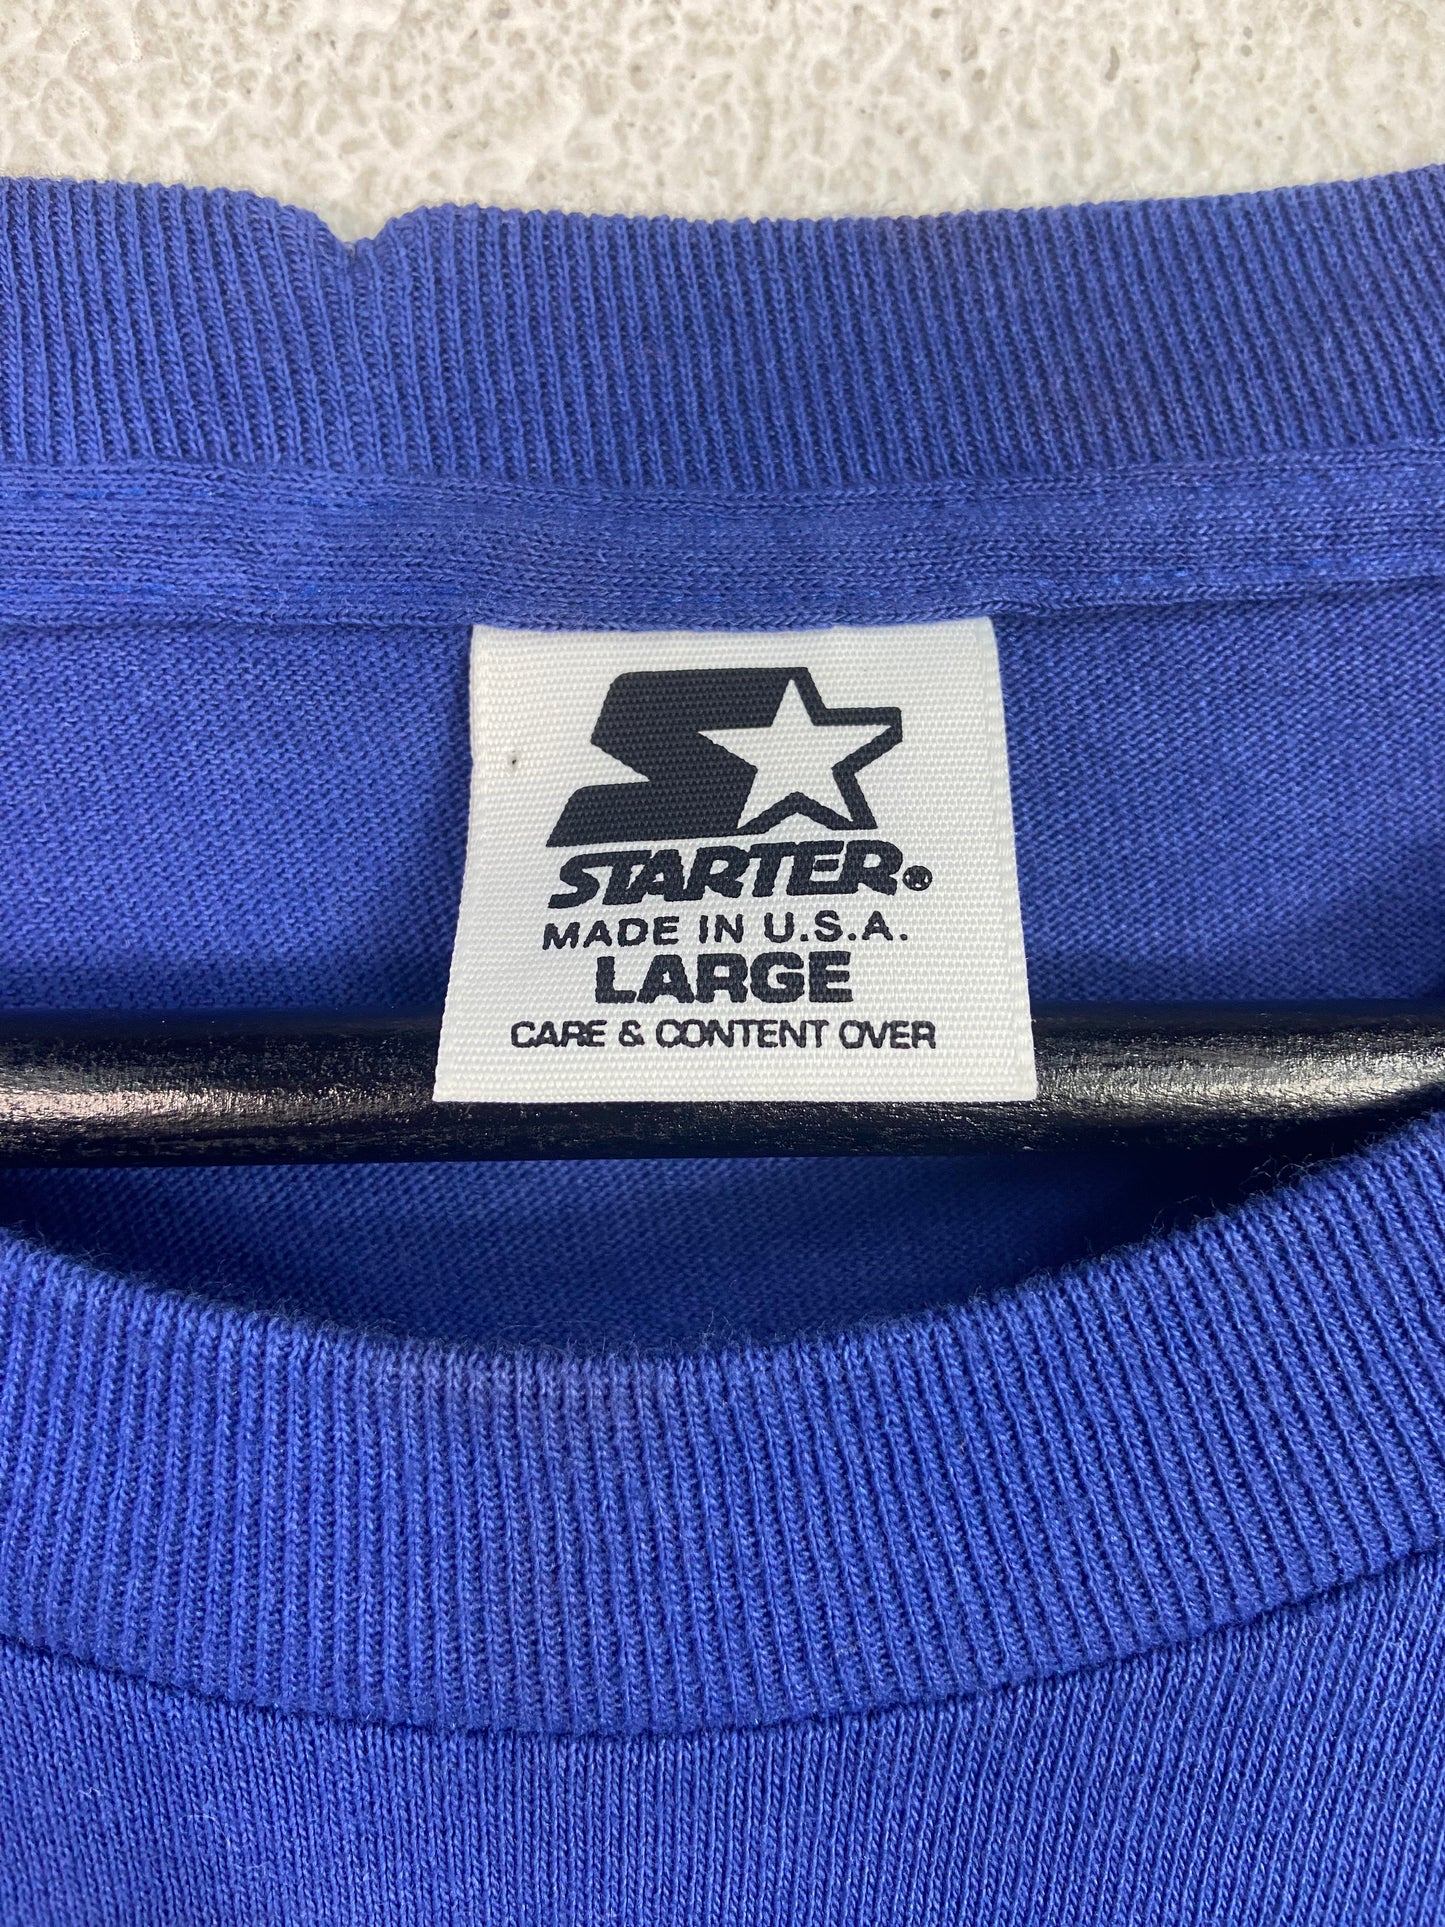 STARTER®
MADE IN U.S.A.
LARGE
CARE & CONTENT OVER